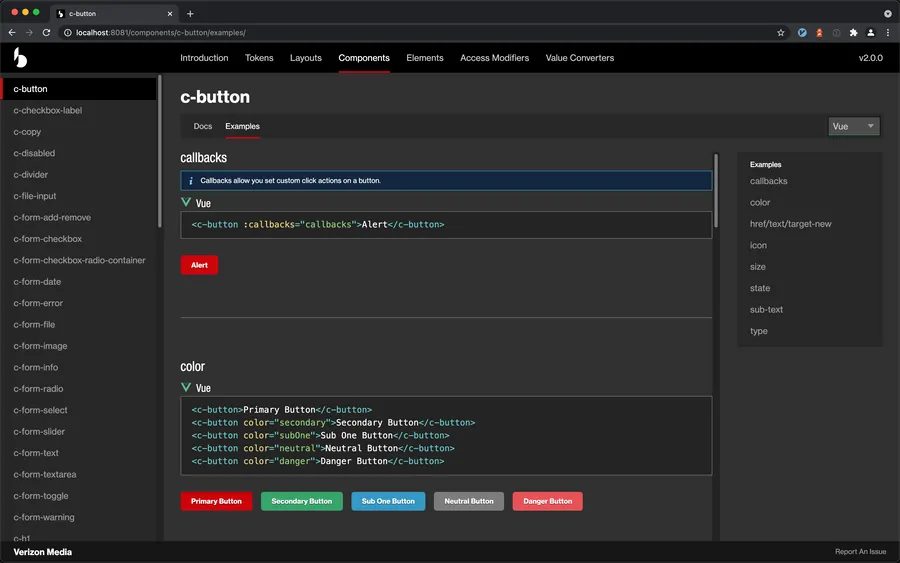 c-button
localhost:8081/components/c-button/examples/
Introduction Tokens Layouts Components Elements Access Modifiers Value Converters v2.0.0
c-button
c-checkbox-label
c-copy
c-disabled
c-divider
c-file-input
c-form-add-remove
c-form-checkbox
c-form-checkbox-radio-container
c-form-date
c-form-error
c-form-file
c-form-image
c-form-info
c-form-radio
c-form-select
c-form-slider
c-form-text
c-form-textarea
c-form-toggle
c-form-warning
c-h1
c-button
Docs Examples Vue
callbacks
i Callbacks allow you set custom click actions on a button.
Vue
<c-button :callbacks="callbacks">Alert</c-button>
Alert
color
Vue
<c-button>Primary Button</c-button>
<c-button color="secondary">Secondary Button</c-button>
<c-button color="subOne">Sub One Button</c-button>
<c-button color="neutral">Neutral Button</c-button>
<c-button color="danger">Danger Button</c-button>
Primary Button Secondary Button Sub One Button Neutral Button Danger Button
Examples
callbacks
color
href/text/target-new
icon
size
state
sub-text
type
Verizon Media Report An Issue